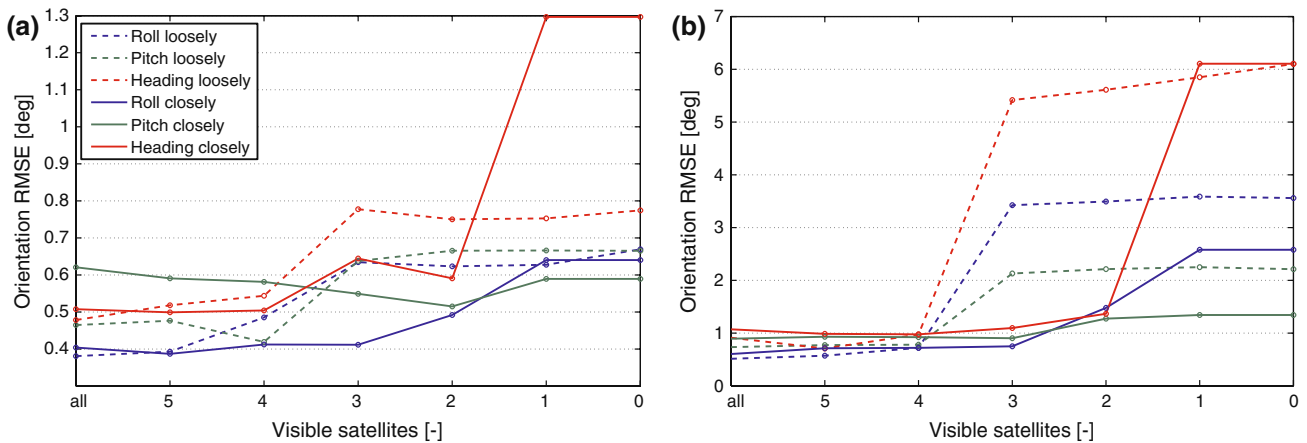 (a)
Orientation RMSE [deg]
1.3
1.2
1.1
1
0.9
0.8
0.7
0.6
0.5
0.4
Roll loosely
Pitch loosely
Heading loosely
Roll closely
Pitch closely
Heading closely
all 5 4 3 2 1 0
Visible satellites [-]
(b)
Orientation RMSE [deg]
7
6
5
4
3
2
1
0
all 5 4 3 2 1 0
Visible satellites [-]